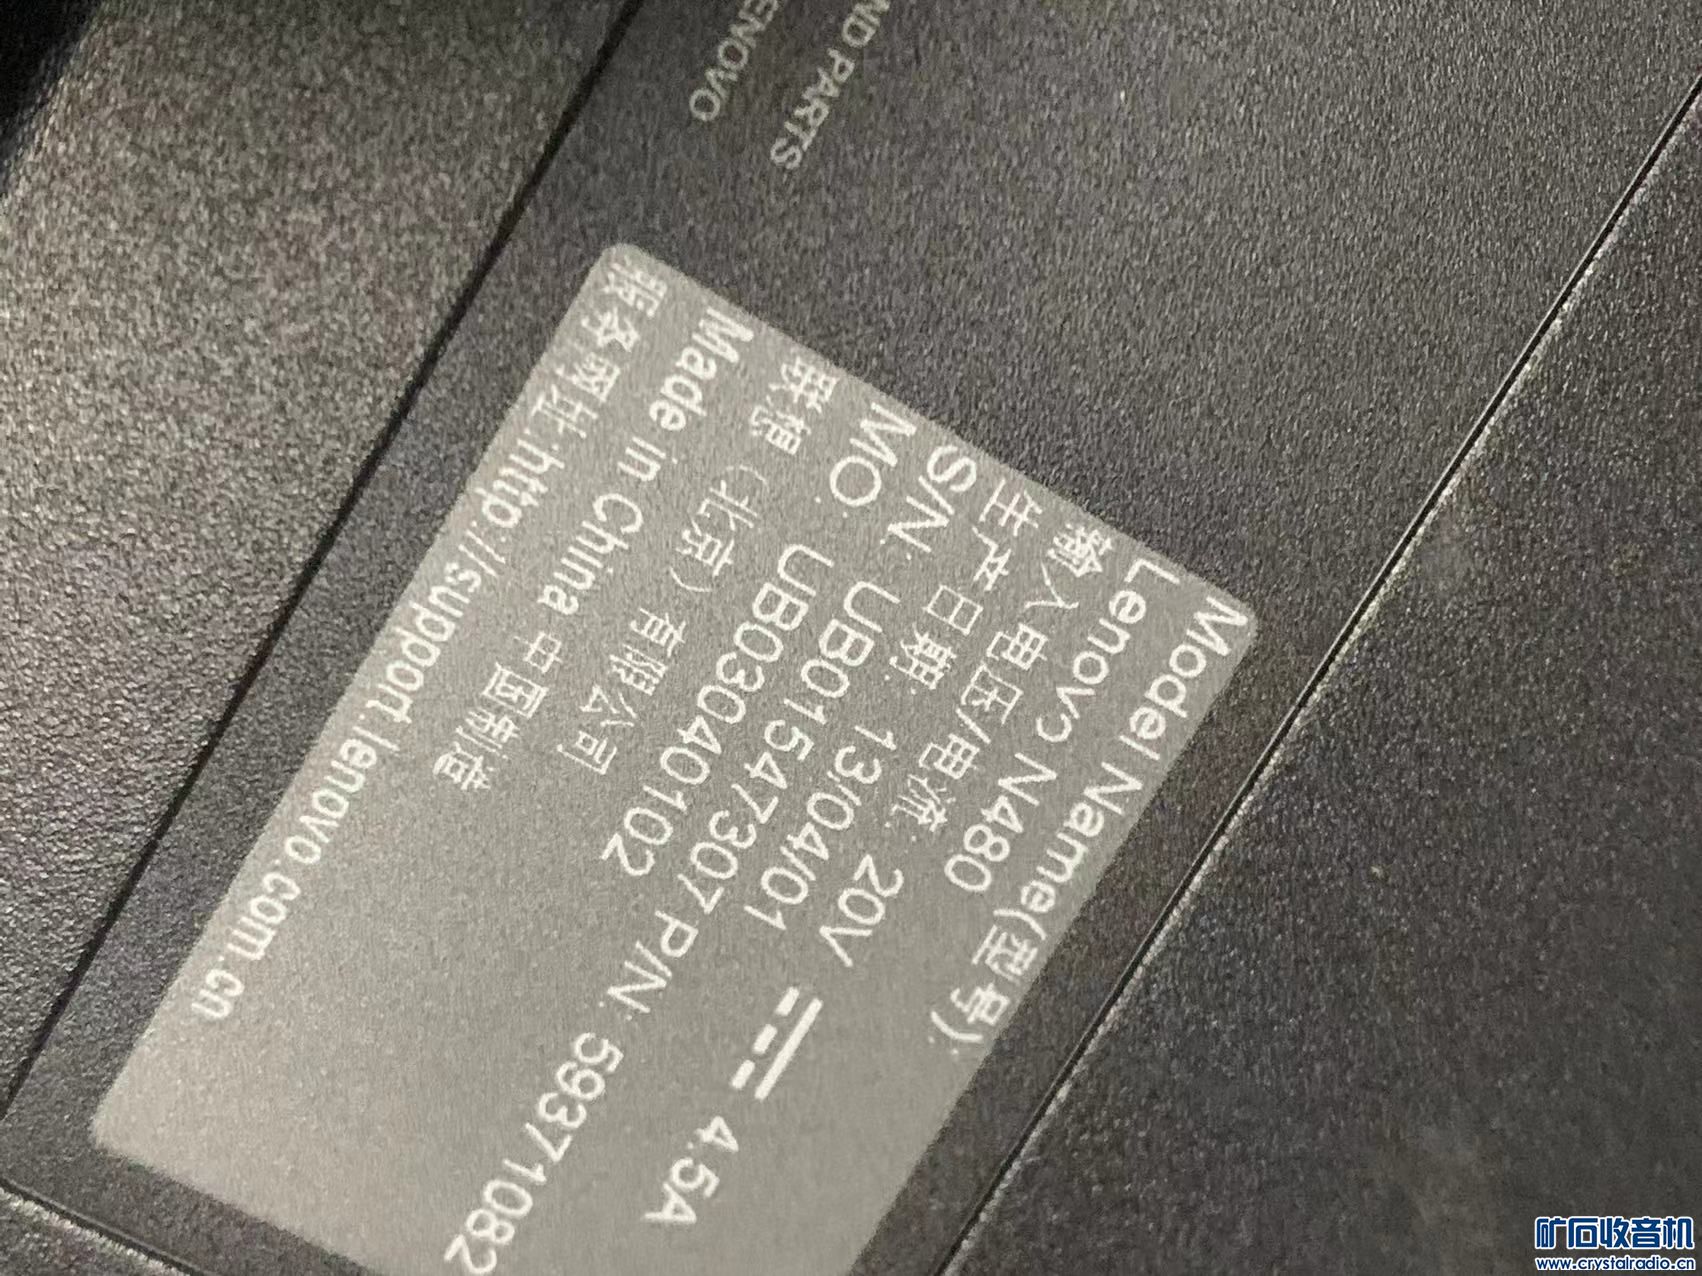 ND PARTS
ENOVO
Model Name(型号):
Lenovo N480
输入电压/电流: 20V ⎓ 4.5A
生产日期: 13/04/01
S/N: UB01547307 P/N: 59371082
MO: UB03040102
联想（北京）有限公司
Made in China 中国制造
服务网址:http://support.lenovo.com.cn
矿石收音机
www.crystalradio.cn